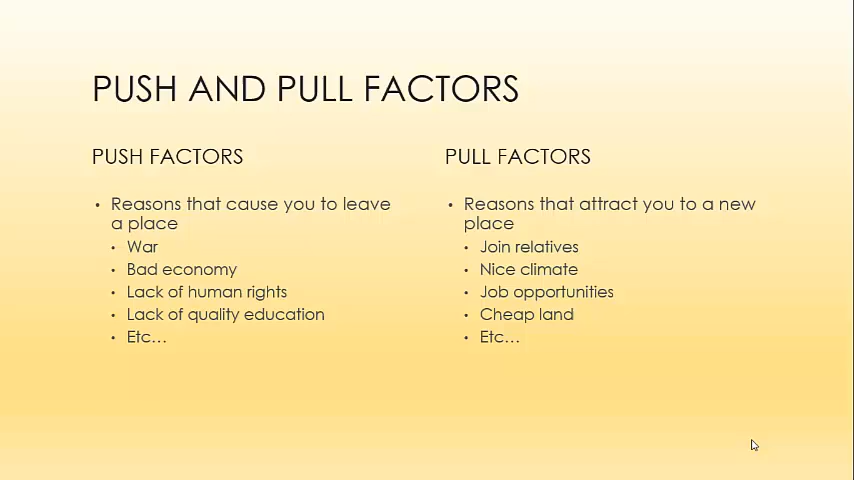 PUSH AND PULL FACTORS
PUSH FACTORS
• Reasons that cause you to leave
a place
• War
• Bad economy
• Lack of human rights
• Lack of quality education
• Etc…
PULL FACTORS
• Reasons that attract you to a new
place
• Join relatives
• Nice climate
• Job opportunities
• Cheap land
• Etc…